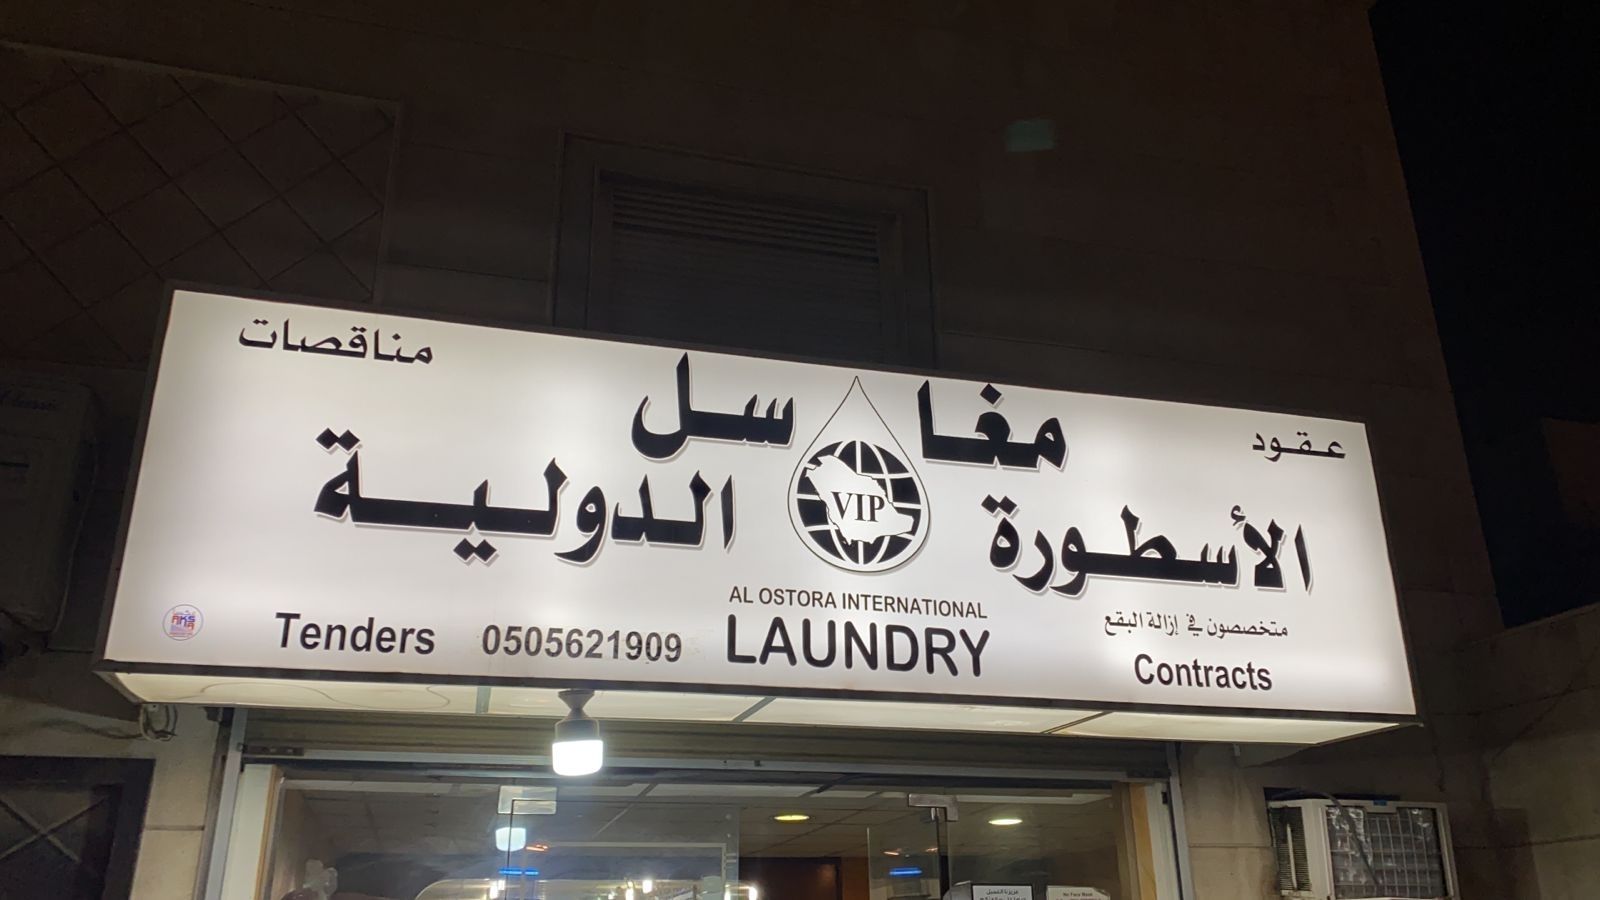 عقود
مناقصات
مغاسل
الأسطورة الدولية
VIP
متخصصون في إزالة البقع
AL OSTORA INTERNATIONAL
LAUNDRY
Tenders
0505621909
Contracts